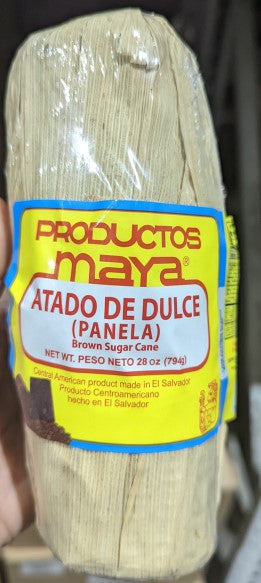 PRODUCTOS
maya®
ATADO DE DULCE
(PANELA)
Brown Sugar Cane
NET WT. PESO NETO 28 oz (794g)
Central American product made in El Salvador
Producto Centroamericano
hecho en El Salvador